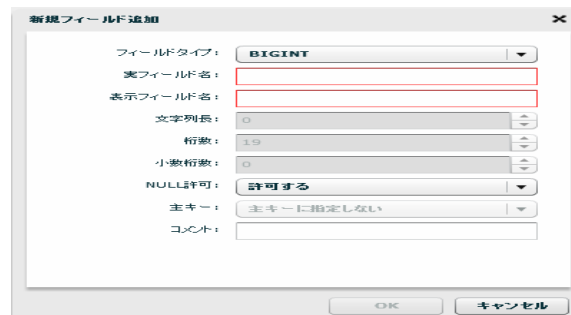 新規フィールド追加
フィールドタイプ： BIGINT
実フィールド名：
表示フィールド名：
文字列長： 0
桁数： 19
小数桁数： 0
NULL許可： 許可する
主キー： 主キーに指定しない
コメント：
OK キャンセル